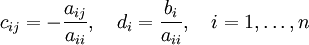 c_{ij} = -\frac{a_{ij}}{a_{ii}}, \quad d_i = \frac{b_i}{a_{ii}}, \quad i = 1, \ldots, n